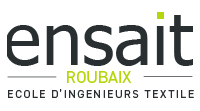 ensait
ROUBAIX
ECOLE D'INGENIEURS TEXTILE